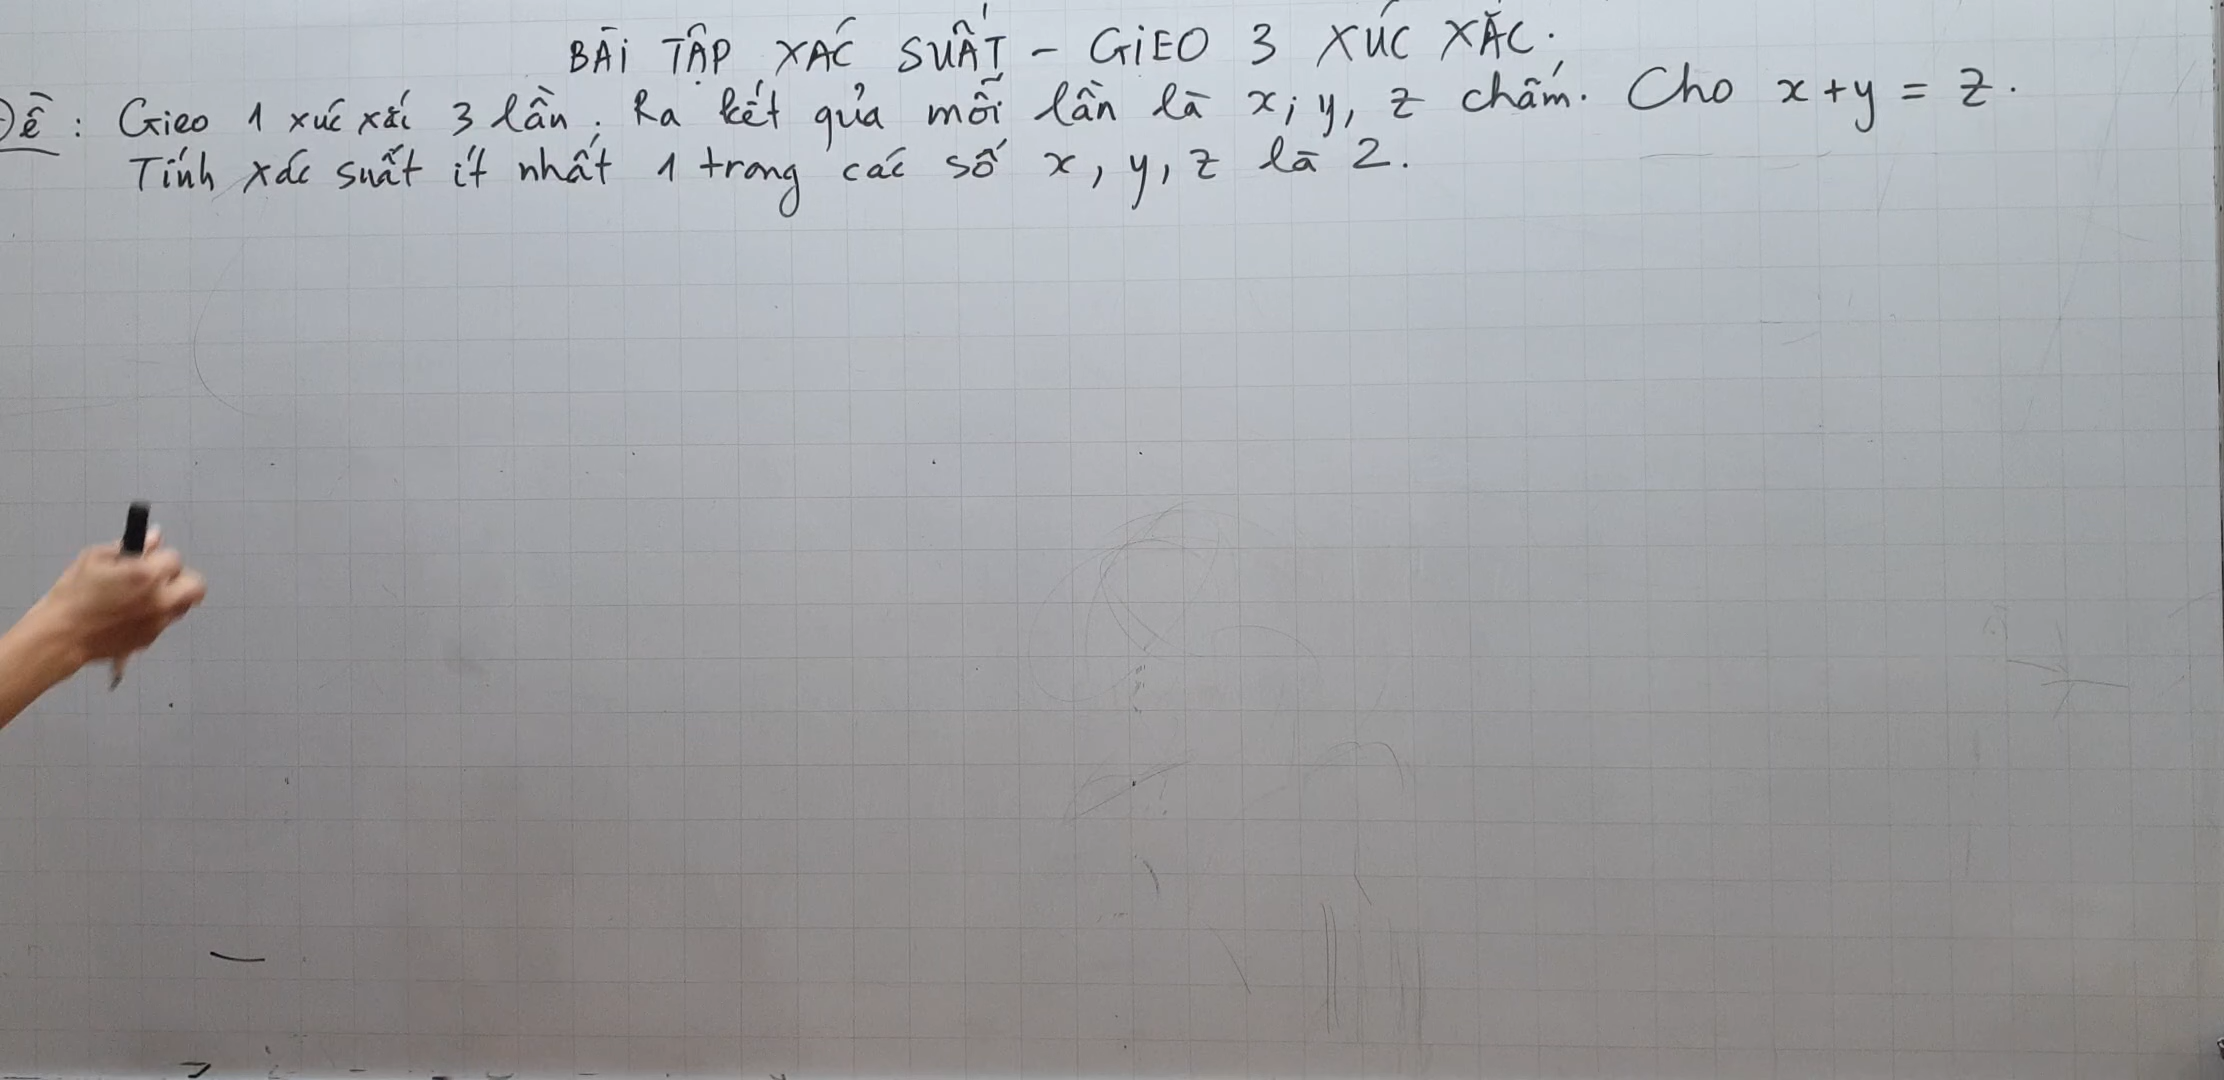 BÀI TẬP XÁC SUẤT - GIEO 3 XÚC XẮC.
Đề: Gieo 1 xúc xắc 3 lần. Ra kết quả mỗi lần là x, y, z chấm. Cho x + y = z.
Tính xác suất ít nhất 1 trong các số x, y, z là 2.